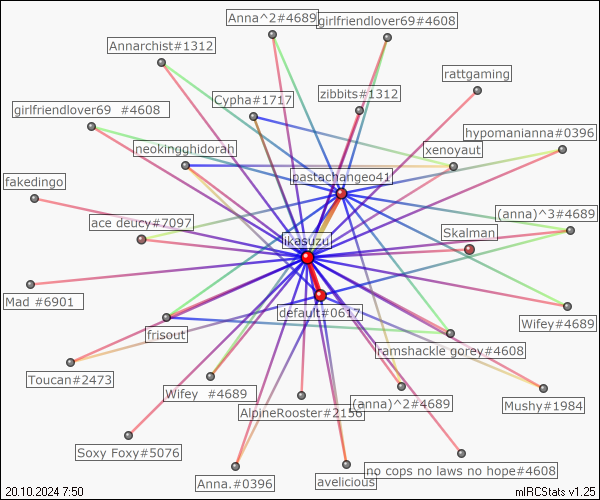 Anna^2#4689
girlfriendlover69#4608
Annarchist#1312
rattgaming
Cypha#1717
zibbits#1312
girlfriendlover69  #4608
hypomanianna#0396
neokingghidorah
xenoyaut
fakedingo
pastachangeo41
ace deucy#7097
(anna)^3#4689
ikasuzu
Skalman
Mad #6901
default#0617
Wifey#4689
frisout
ramshackle gorey#4608
Toucan#2473
Wifey  #4689
AlpineRooster#2156
(anna)^2#4689
Mushy#1984
Soxy Foxy#5076
Anna.#0396
avelicious
no cops no laws no hope#4608
20.10.2024 7:50
mIRCStats v1.25